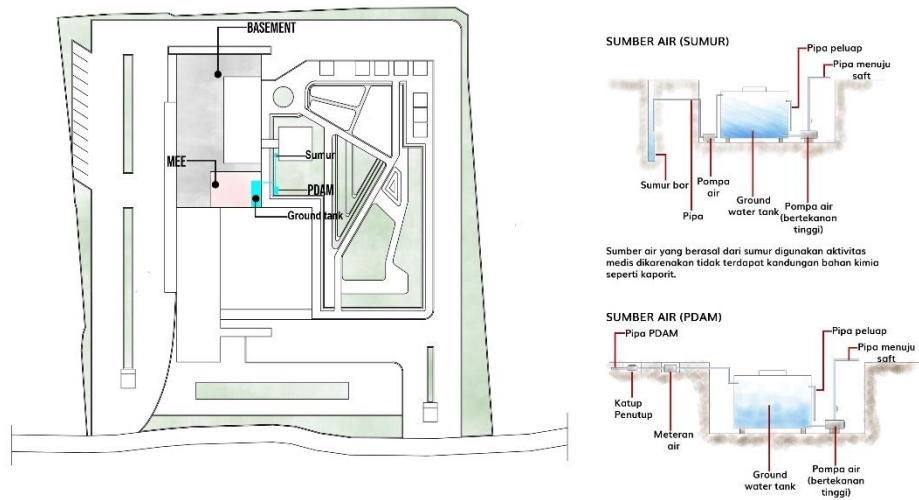 BASEMENT
MEE
Sumur
PDAM
Ground tank
SUMBER AIR (SUMUR)
Pipa peluap
Pipa menuju
saft
Sumur bor
Pompa
air
Pipa
Ground
water tank
Pompa air
(bertekanan
tinggi)
Sumber air yang berasal dari sumur digunakan aktivitas
medis dikarenakan tidak terdapat kandungan bahan kimia
seperti kaporit.
SUMBER AIR (PDAM)
Pipa PDAM
Pipa peluap
Pipa menuju
saft
Katup
Penutup
Meteran
air
Ground
water tank
Pompa air
(bertekanan
tinggi)